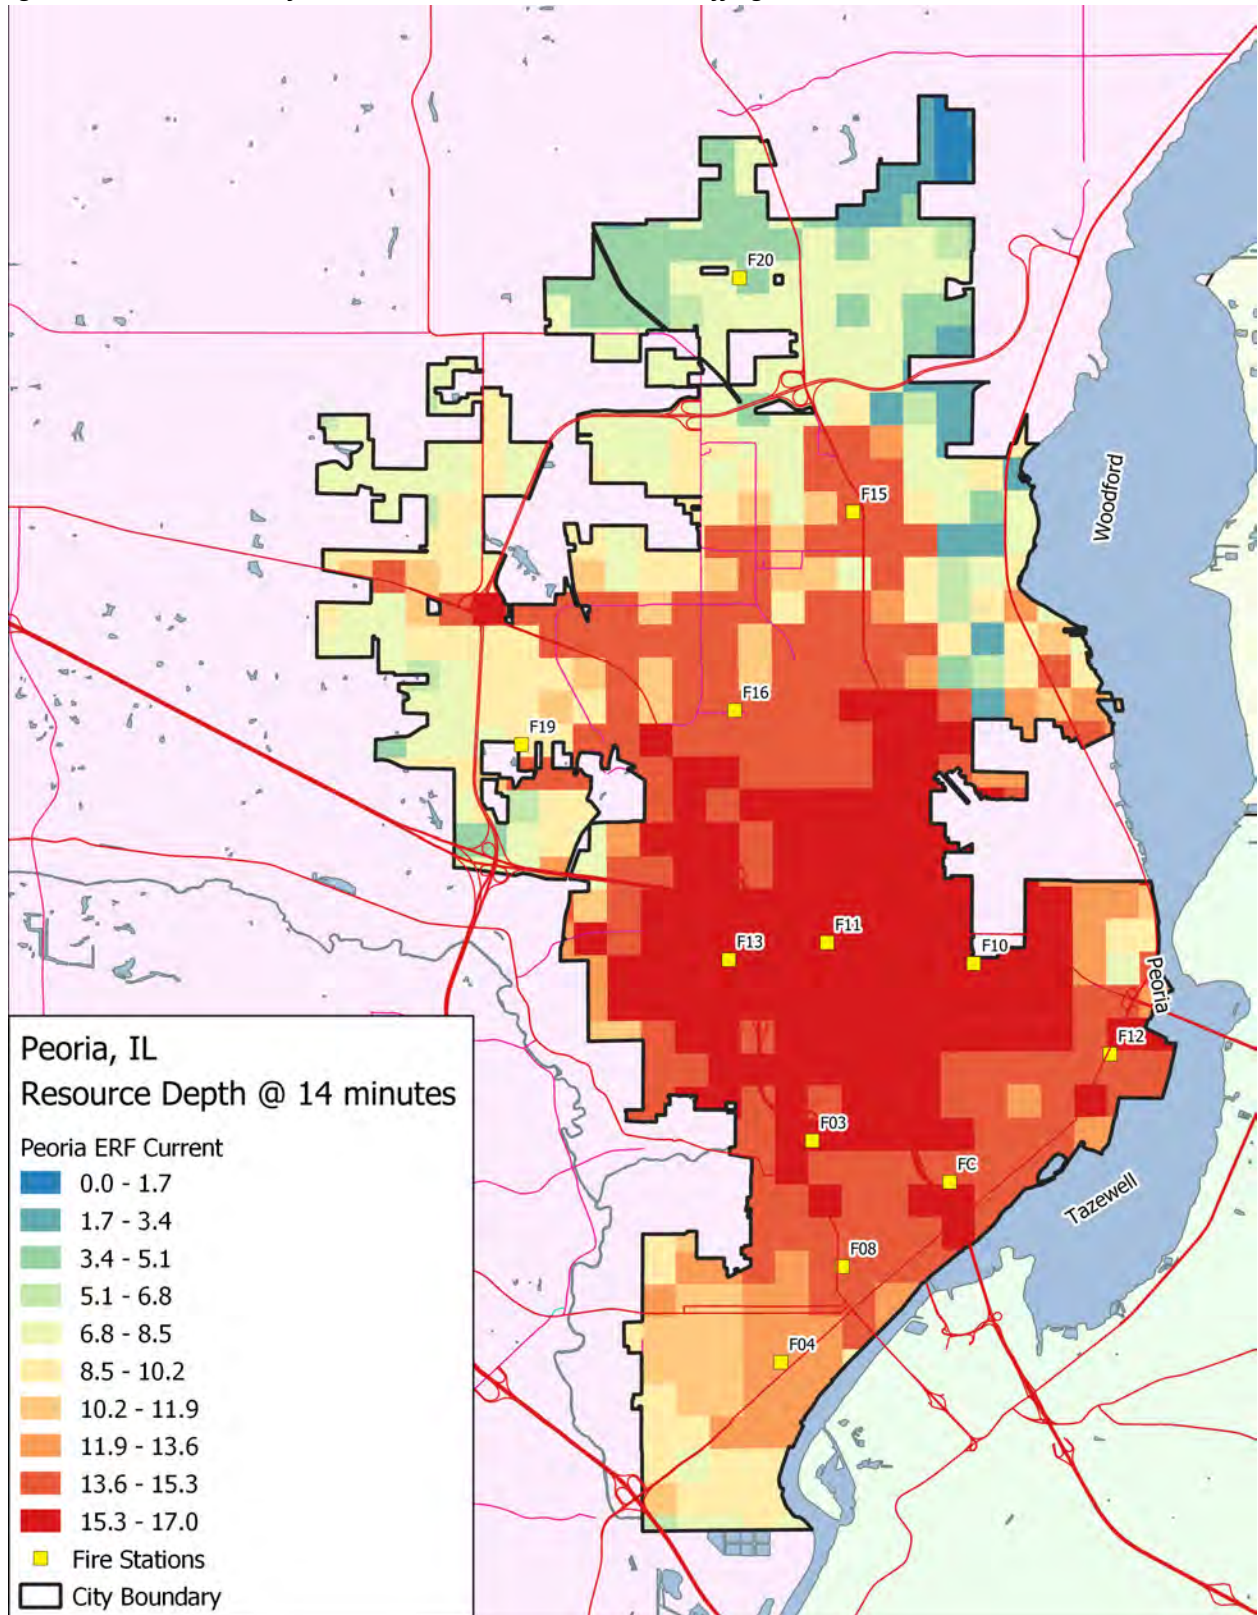 F20
F15
Woodford
F16
F19
F11
F13
F10
Peoria
F12
F03
FC
Tazewell
F08
F04
Peoria, IL
Resource Depth @ 14 minutes
Peoria ERF Current
0.0 - 1.7
1.7 - 3.4
3.4 - 5.1
5.1 - 6.8
6.8 - 8.5
8.5 - 10.2
10.2 - 11.9
11.9 - 13.6
13.6 - 15.3
15.3 - 17.0
Fire Stations
City Boundary